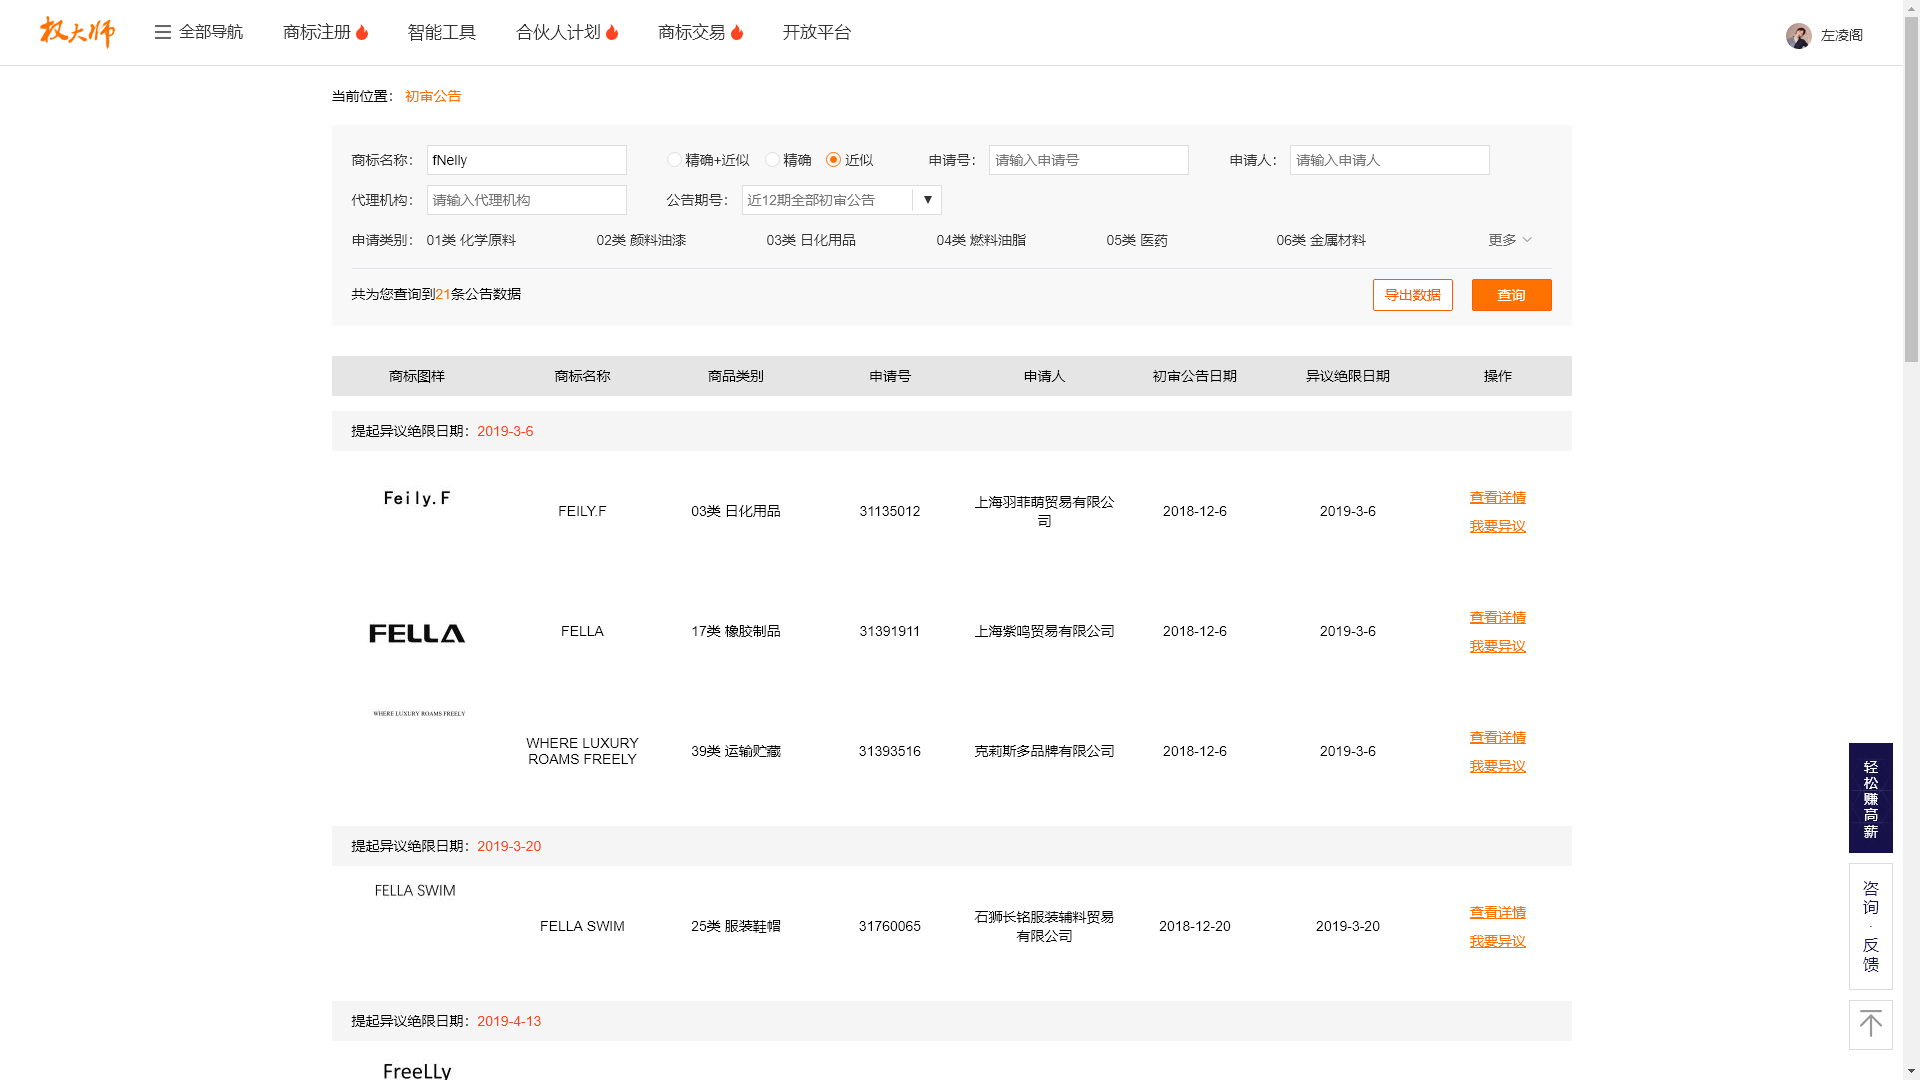 权大师 全部导航 商标注册 智能工具 合伙人计划 商标交易 开放平台 左凌阁
当前位置： 初审公告
商标名称： fNelly 精确+近似 精确 近似 申请号： 请输入申请号 申请人： 请输入申请人
代理机构： 请输入代理机构 公告期号： 近12期全部初审公告 ▼
申请类别： 01类 化学原料 02类 颜料油漆 03类 日化用品 04类 燃料油脂 05类 医药 06类 金属材料 更多
共为您查询到21条公告数据 导出数据 查询
商标图样 商标名称 商品类别 申请号 申请人 初审公告日期 异议绝限日期 操作
提起异议绝限日期：2019-3-6
Feily.F FEILY.F 03类 日化用品 31135012 上海羽菲萌贸易有限公 2018-12-6 2019-3-6 查看详情
司 我要异议
FELLA FELLA 17类 橡胶制品 31391911 上海紫鸣贸易有限公司 2018-12-6 2019-3-6 查看详情
我要异议
WHERE LUXURY ROAMS FREELY
WHERE LUXURY 39类 运输贮藏 31393516 克莉斯多品牌有限公司 2018-12-6 2019-3-6 查看详情
ROAMS FREELY 我要异议
提起异议绝限日期：2019-3-20
FELLA SWIM
FELLA SWIM 25类 服装鞋帽 31760065 石狮长铭服装辅料贸易 2018-12-20 2019-3-20 查看详情
有限公司 我要异议
提起异议绝限日期：2019-4-13
FreeLLy
轻松赚高薪
咨询·反馈